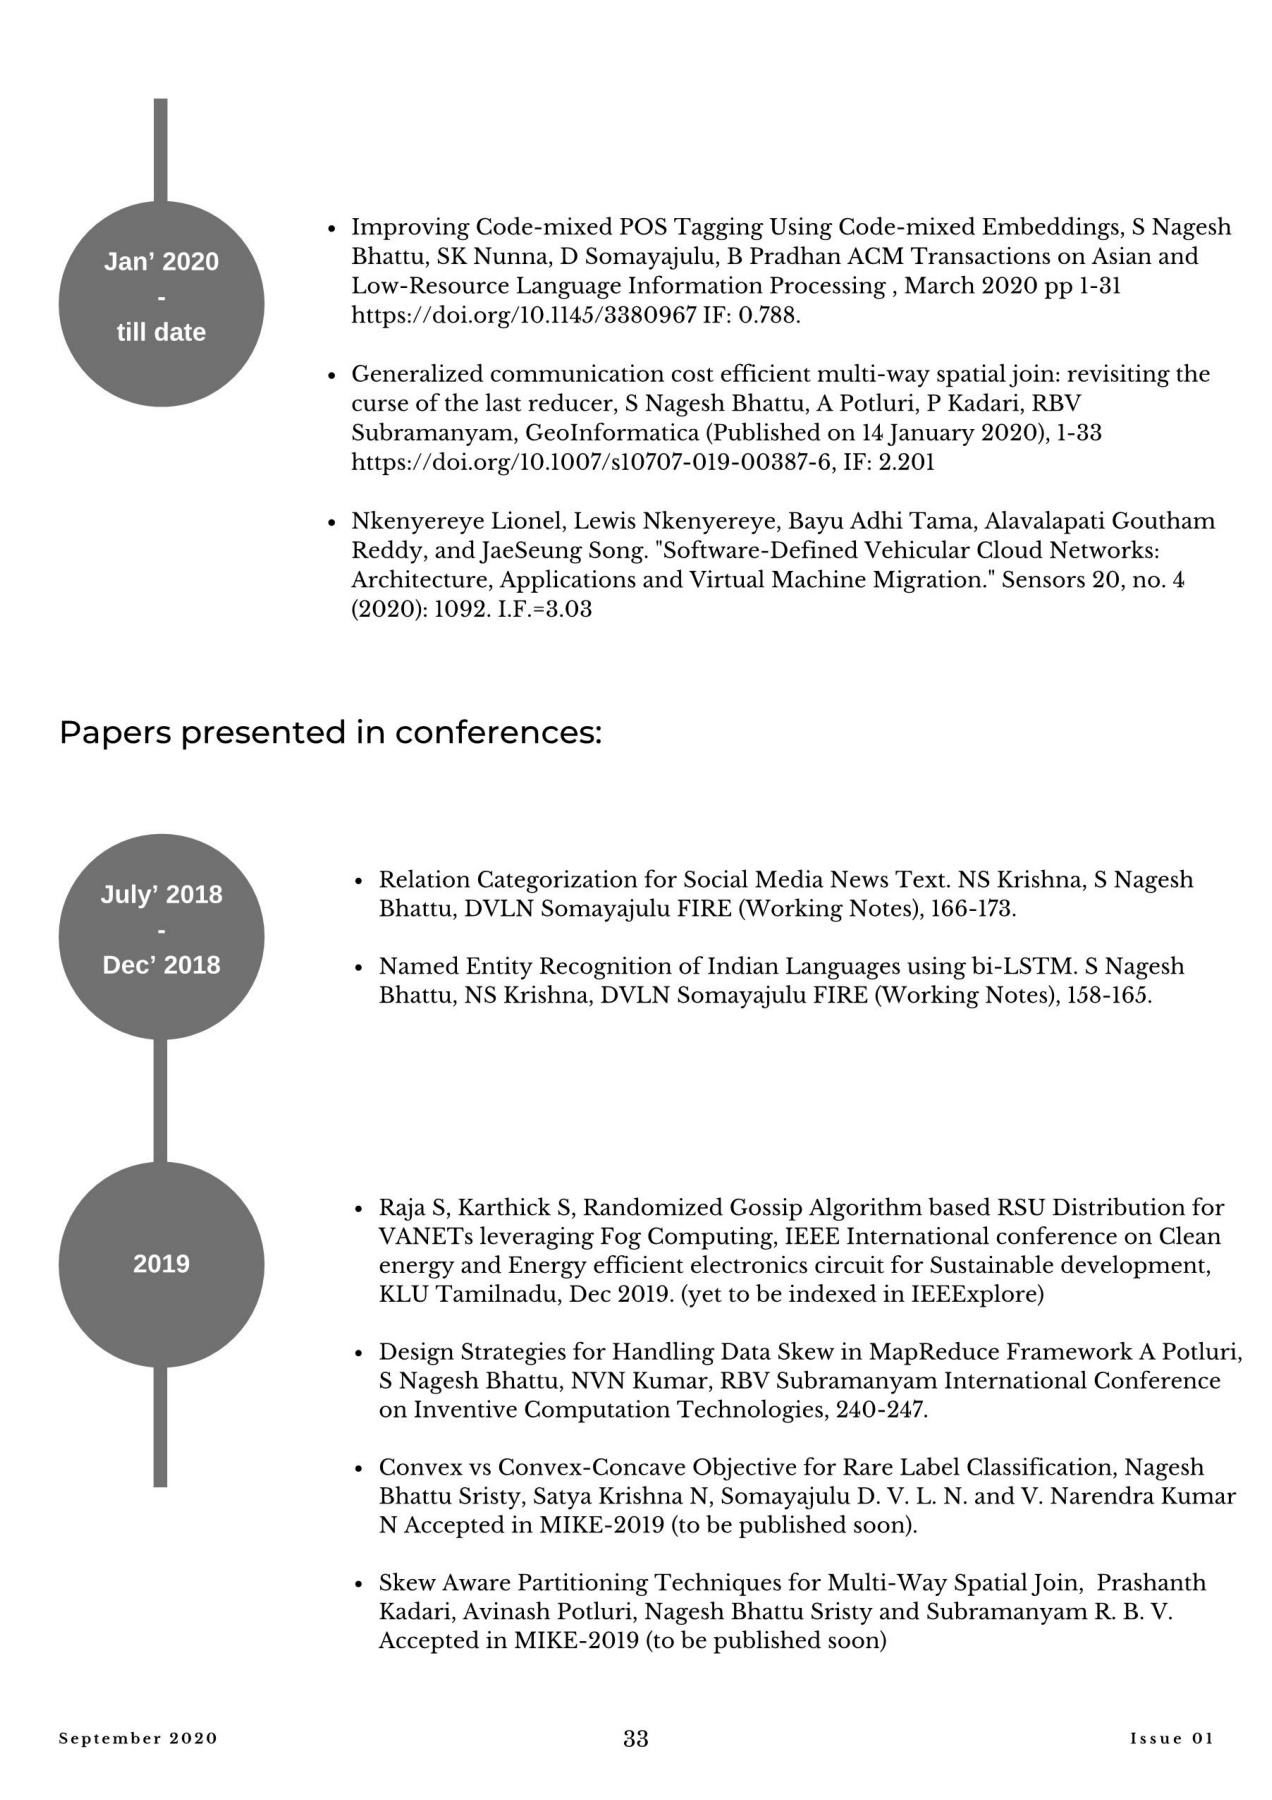 Jan’ 2020
-
till date
• Improving Code-mixed POS Tagging Using Code-mixed Embeddings, S Nagesh
Bhattu, SK Nunna, D Somayajulu, B Pradhan ACM Transactions on Asian and
Low-Resource Language Information Processing , March 2020 pp 1-31
https://doi.org/10.1145/3380967 IF: 0.788.
• Generalized communication cost efficient multi-way spatial join: revisiting the
curse of the last reducer, S Nagesh Bhattu, A Potluri, P Kadari, RBV
Subramanyam, GeoInformatica (Published on 14 January 2020), 1-33
https://doi.org/10.1007/s10707-019-00387-6, IF: 2.201
• Nkenyereye Lionel, Lewis Nkenyereye, Bayu Adhi Tama, Alavalapati Goutham
Reddy, and JaeSeung Song. "Software-Defined Vehicular Cloud Networks:
Architecture, Applications and Virtual Machine Migration." Sensors 20, no. 4
(2020): 1092. I.F.=3.03
Papers presented in conferences:
July’ 2018
-
Dec’ 2018
• Relation Categorization for Social Media News Text. NS Krishna, S Nagesh
Bhattu, DVLN Somayajulu FIRE (Working Notes), 166-173.
• Named Entity Recognition of Indian Languages using bi-LSTM. S Nagesh
Bhattu, NS Krishna, DVLN Somayajulu FIRE (Working Notes), 158-165.
2019
• Raja S, Karthick S, Randomized Gossip Algorithm based RSU Distribution for
VANETs leveraging Fog Computing, IEEE International conference on Clean
energy and Energy efficient electronics circuit for Sustainable development,
KLU Tamilnadu, Dec 2019. (yet to be indexed in IEEExplore)
• Design Strategies for Handling Data Skew in MapReduce Framework A Potluri,
S Nagesh Bhattu, NVN Kumar, RBV Subramanyam International Conference
on Inventive Computation Technologies, 240-247.
• Convex vs Convex-Concave Objective for Rare Label Classification, Nagesh
Bhattu Sristy, Satya Krishna N, Somayajulu D. V. L. N. and V. Narendra Kumar
N Accepted in MIKE-2019 (to be published soon).
• Skew Aware Partitioning Techniques for Multi-Way Spatial Join, Prashanth
Kadari, Avinash Potluri, Nagesh Bhattu Sristy and Subramanyam R. B. V.
Accepted in MIKE-2019 (to be published soon)
September 2020
33
Issue 01